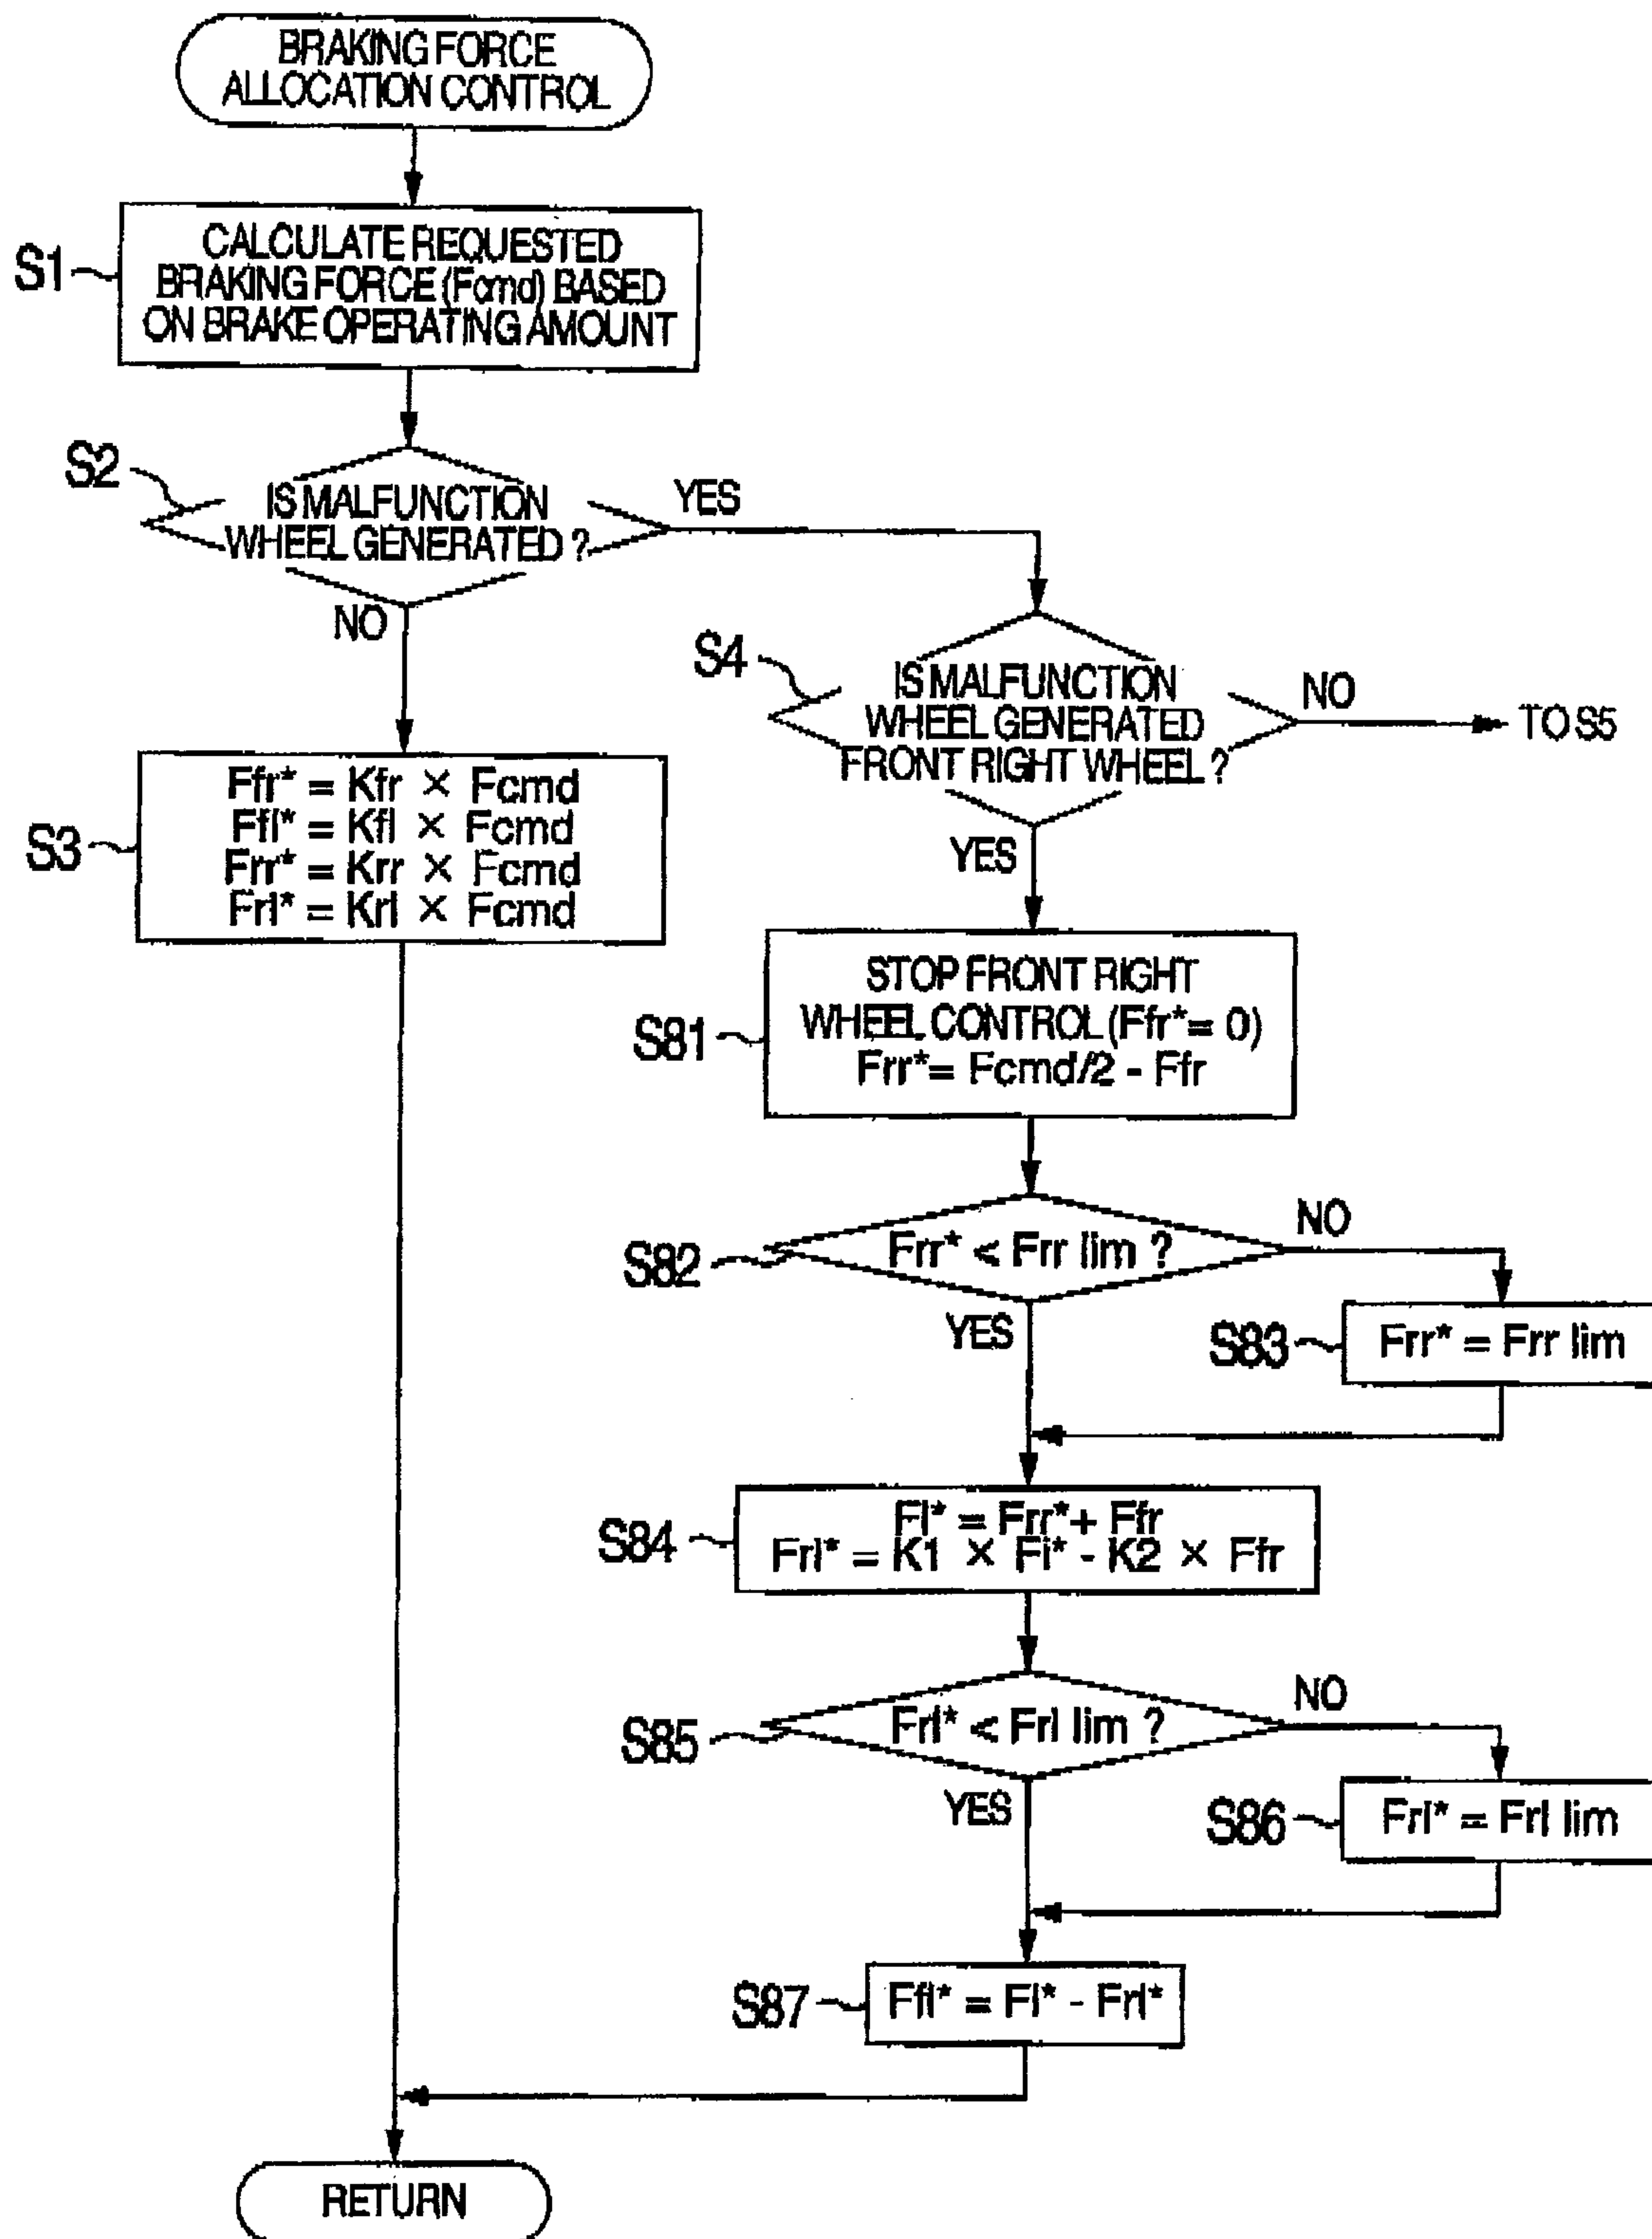 BRAKING FORCE
ALLOCATION CONTROL
S1
CALCULATE REQUESTED
BRAKING FORCE (Fcmd) BASED
ON BRAKE OPERATING AMOUNT
S2
IS MALFUNCTION
WHEEL GENERATED ?
YES
NO
S4
IS MALFUNCTION
WHEEL GENERATED
FRONT RIGHT WHEEL ?
NO
TO S5
YES
S3
Ffr* = Kfr × Fcmd
Ffl* = Kfl × Fcmd
Frr* = Krr × Fcmd
Frl* = Krl × Fcmd
S81
STOP FRONT RIGHT
WHEEL CONTROL (Ffr* = 0)
Frr* = Fcmd/2 - Ffr
S82
Frr* < Frr lim ?
NO
YES
S83
Frr* = Frr lim
S84
Fl* = Frr* + Ffr
Frl* = K1 × Fl* - K2 × Ffr
S85
Frl* < Frl lim ?
NO
YES
S86
Frl* = Frl lim
S87
Ffl* = Fl* - Frl*
RETURN